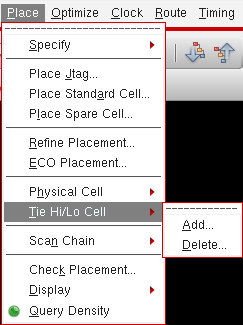 Place Optimize Clock Route Timing
Specify
Place Jtag...
Place Standard Cell...
Place Spare Cell...
Refine Placement...
ECO Placement...
Physical Cell
Tie Hi/Lo Cell
Add...
Delete...
Scan Chain
Check Placement...
Display
Query Density